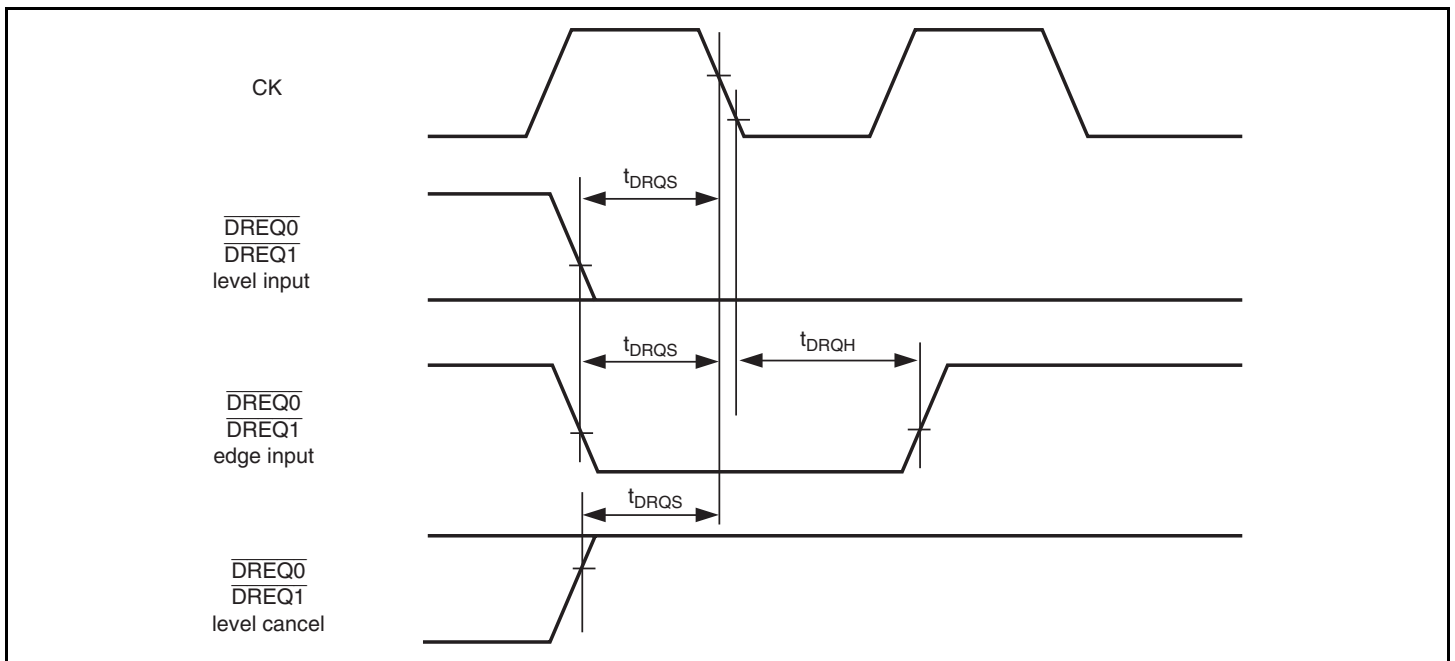 CK
tDRQS
DREQ0
DREQ1
level input
tDRQS
tDRQH
DREQ0
DREQ1
edge input
tDRQS
DREQ0
DREQ1
level cancel